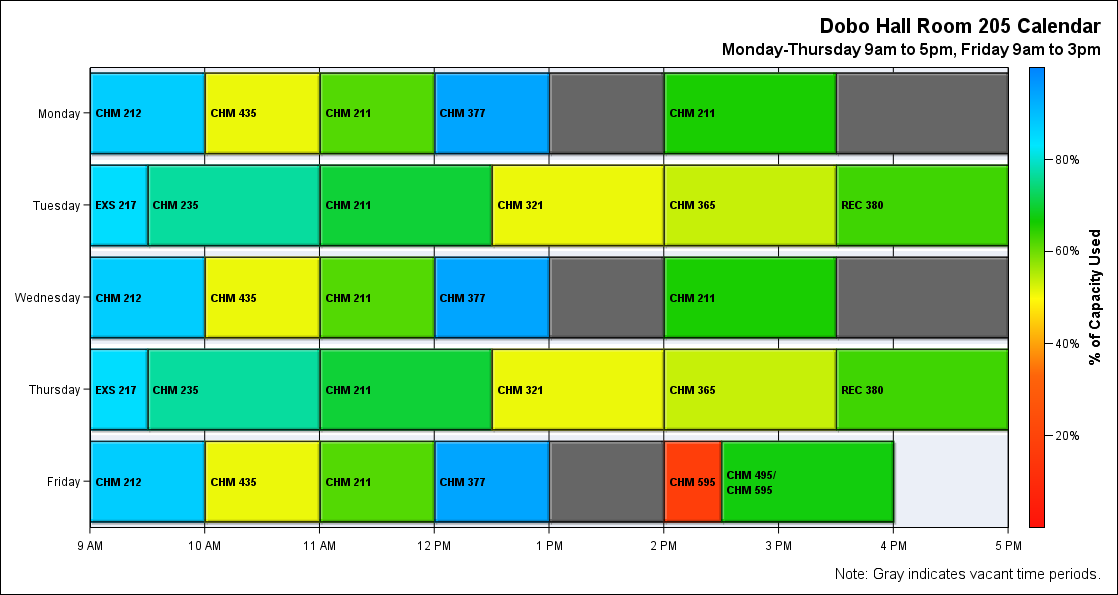 Dobo Hall Room 205 Calendar
Monday-Thursday 9am to 5pm, Friday 9am to 3pm
Monday
CHM 212
CHM 435
CHM 211
CHM 377
CHM 211
Tuesday
EXS 217
CHM 235
CHM 211
CHM 321
CHM 365
REC 380
Wednesday
CHM 212
CHM 435
CHM 211
CHM 377
CHM 211
Thursday
EXS 217
CHM 235
CHM 211
CHM 321
CHM 365
REC 380
Friday
CHM 212
CHM 435
CHM 211
CHM 377
CHM 595
CHM 495/
CHM 595
9 AM
10 AM
11 AM
12 PM
1 PM
2 PM
3 PM
4 PM
5 PM
80%
60%
40%
20%
% of Capacity Used
Note: Gray indicates vacant time periods.